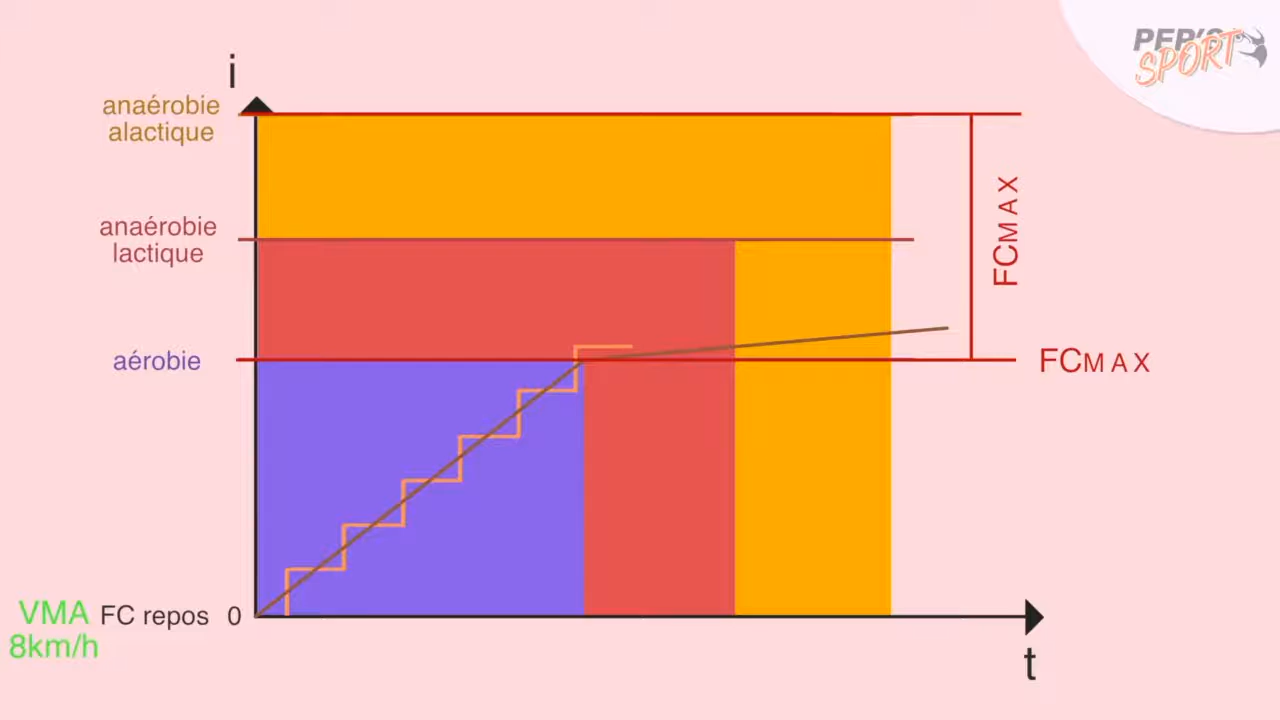 PEP'S
SPORT
i
anaérobie
alactique
FCMAX
anaérobie
lactique
aérobie
FCMAX
VMA
8km/h
FC repos 0
t